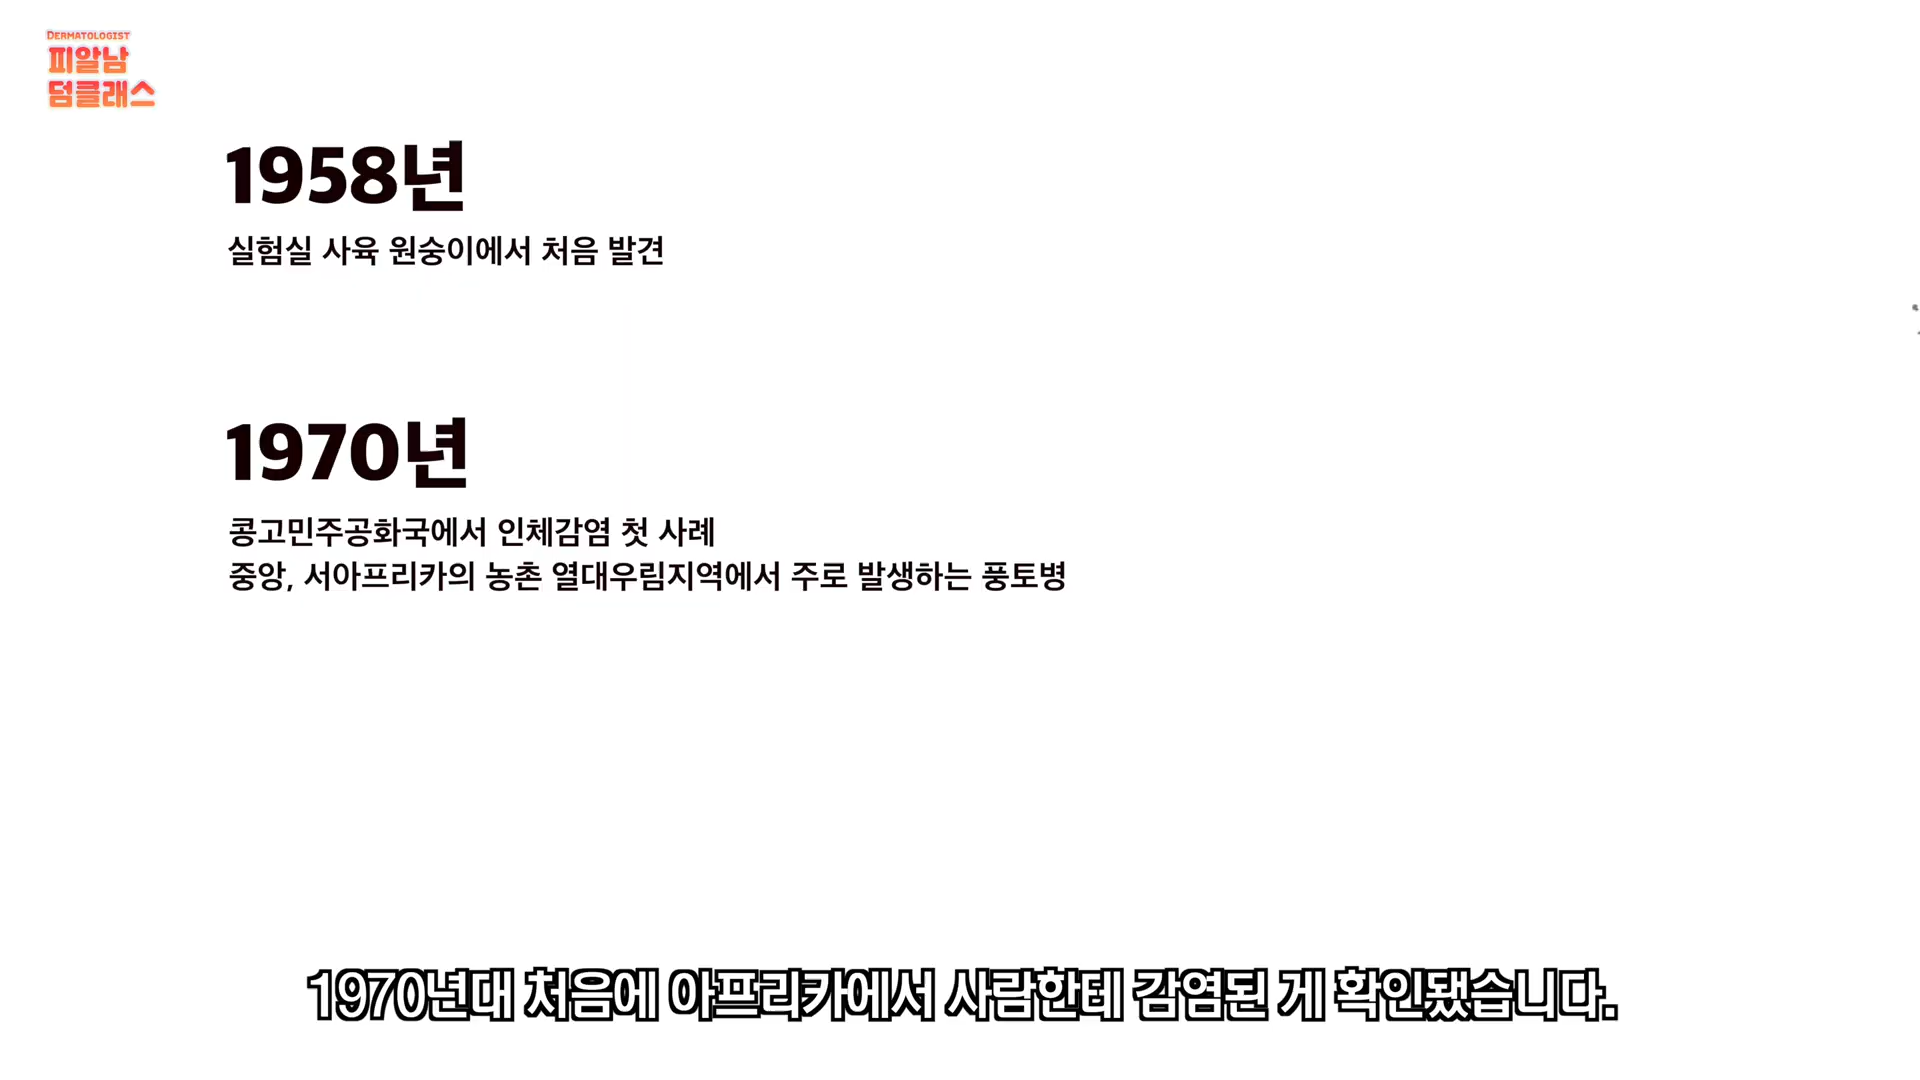 DERMATOLOGIST
피알남
덤클래스
1958년
실험실 사육 원숭이에서 처음 발견
1970년
콩고민주공화국에서 인체감염 첫 사례
중앙, 서아프리카의 농촌 열대우림지역에서 주로 발생하는 풍토병
1970년대 처음에 아프리카에서 사람한테 감염된 게 확인됐습니다.